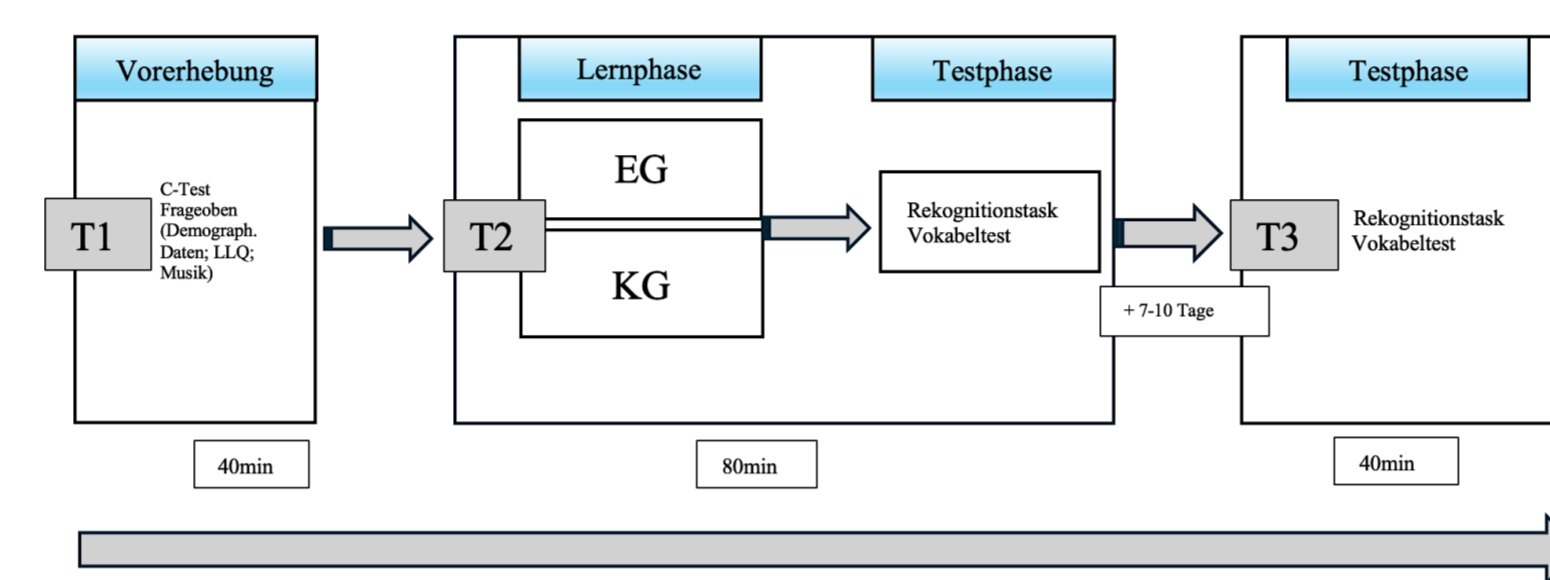 Vorerhebung
T1
C-Test
Frageoben
(Demograph.
Daten; LLQ;
Musik)
40min
Lernphase
Testphase
T2
EG
KG
Rekognitionstask
Vokabeltest
80min
+ 7-10 Tage
Testphase
T3
Rekognitionstask
Vokabeltest
40min